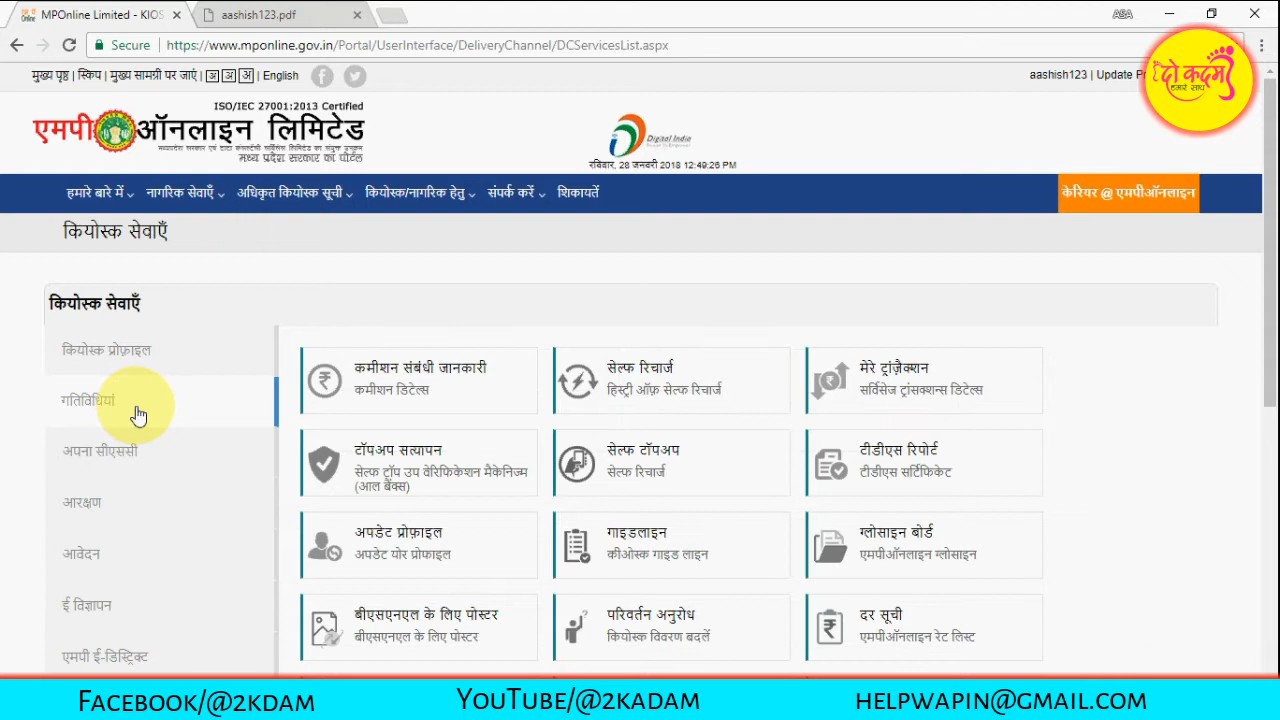 MPOnline Limited - KIOS
aashish123.pdf
ASA
Secure
https://www.mponline.gov.in/Portal/UserInterface/DeliveryChannel/DCServicesList.aspx
मुख्य पृष्ठ | स्किप | मुख्य सामग्री पर जाएं | अ अ अ | English
aashish123 | Update Pr
दो कदम
हमारे साथ
ISO/IEC 27001:2013 Certified
एमपी ऑनलाइन लिमिटेड
मध्य प्रदेश सरकार का पोर्टल
Digital India
Power To Empower
रविवार, 28 जनवरी 2018 12:49:26 PM
हमारे बारे में
नागरिक सेवाएँ
अधिकृत कियोस्क सूची
कियोस्क/नागरिक हेतु
संपर्क करें
शिकायतें
केरियर @ एमपीऑनलाइन
कियोस्क सेवाएँ
कियोस्क सेवाएँ
कियोस्क प्रोफ़ाइल
गतिविधियां
अपना सीएससी
आरक्षण
आवेदन
ई विज्ञापन
एमपी ई-डिस्ट्रिक्ट
कमीशन संबंधी जानकारी
कमीशन डिटेल्स
सेल्फ रिचार्ज
हिस्ट्री ऑफ़ सेल्फ रिचार्ज
मेरे ट्रांज़ैक्शन
सर्विसेज ट्रांसक्शन्स डिटेल्स
टॉपअप सत्यापन
सेल्फ टॉप उप वेरिफिकेशन मैकेनिज्म
(आल बैंक्स)
सेल्फ टॉपअप
सेल्फ रिचार्ज
टीडीएस रिपोर्ट
टीडीएस सर्टिफिकेट
अपडेट प्रोफ़ाइल
अपडेट योर प्रोफाइल
गाइडलाइन
कीओस्क गाइड लाइन
ग्लोसाइन बोर्ड
एमपीऑनलाइन ग्लोसाइन
बीएसएनएल के लिए पोस्टर
बीएसएनएल के लिए पोस्टर
परिवर्तन अनुरोध
कियोस्क विवरण बदलें
दर सूची
एमपीऑनलाइन रेट लिस्ट
Facebook/@2kdam
YouTube/@2kadam
helpwapin@gmail.com